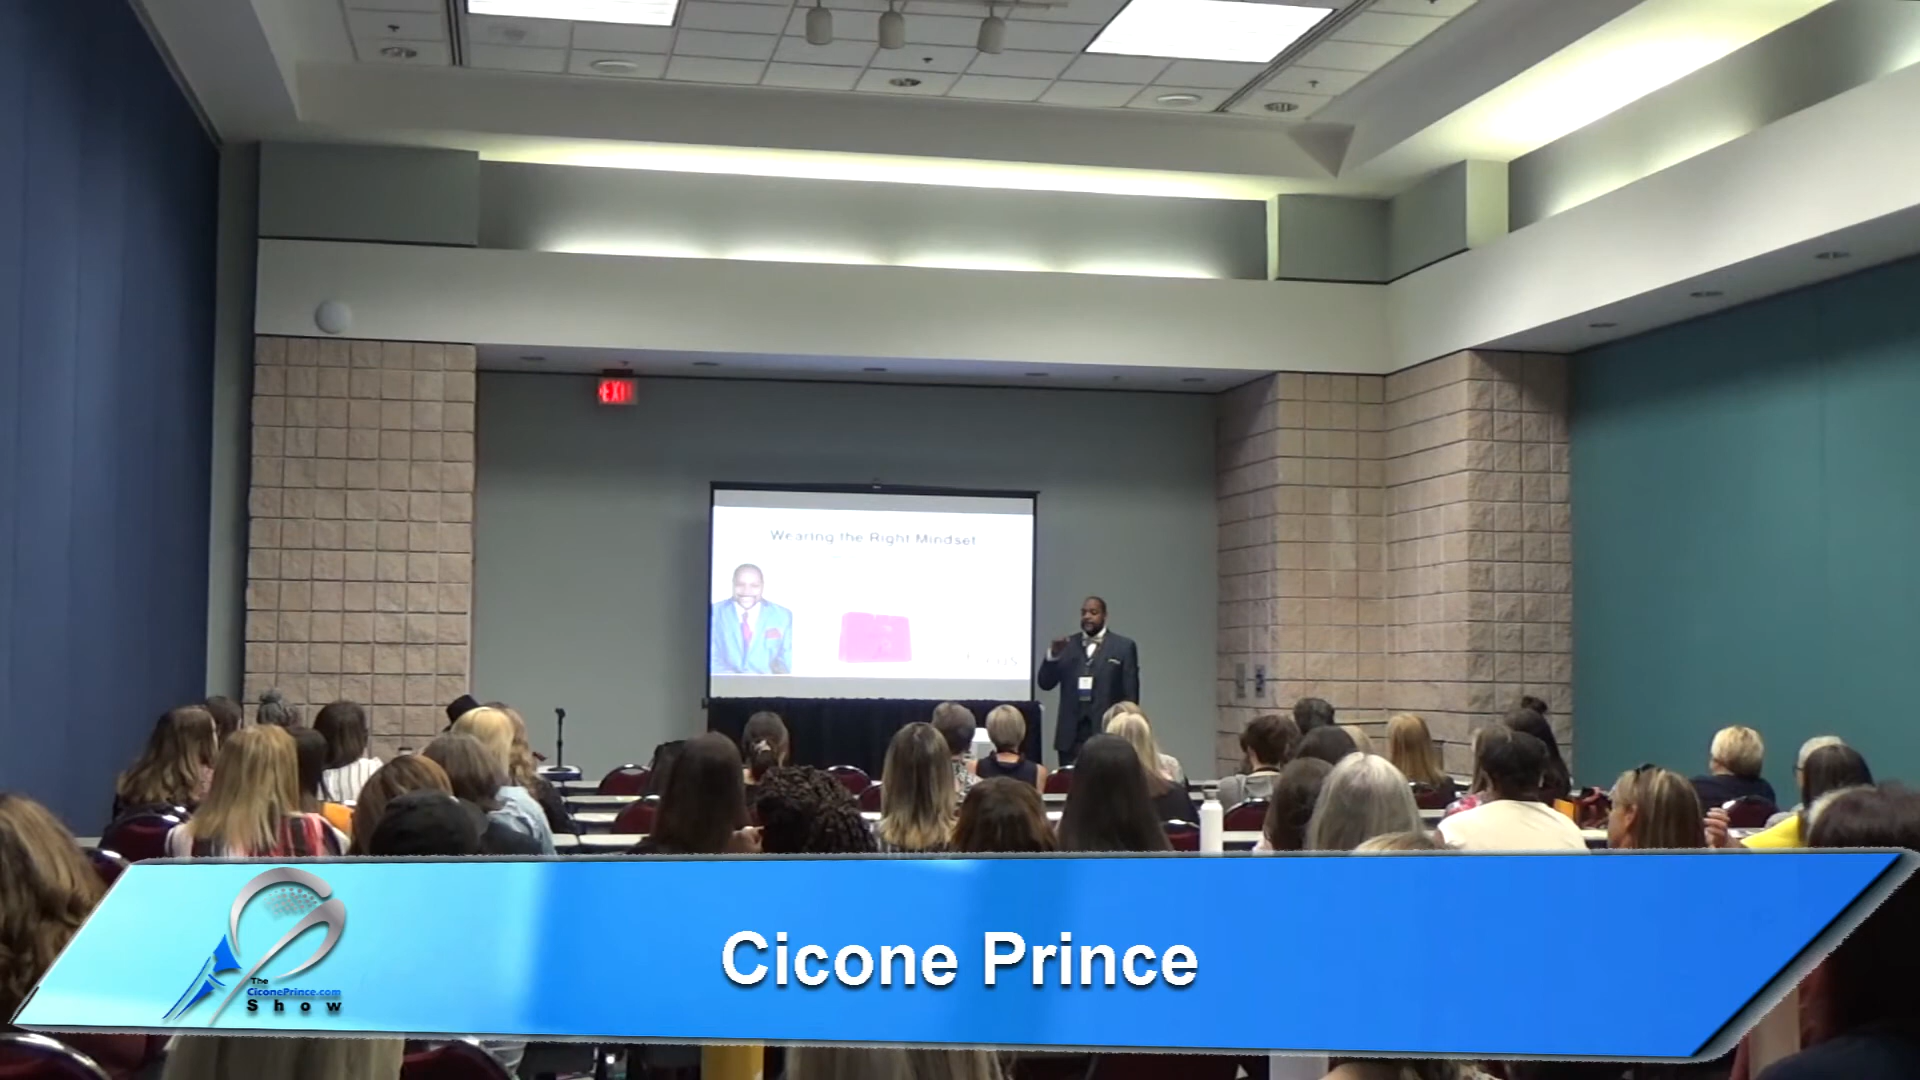 EXIT
Wearing the Right Mindset
The
CiconePrince.com
Show
Cicone Prince